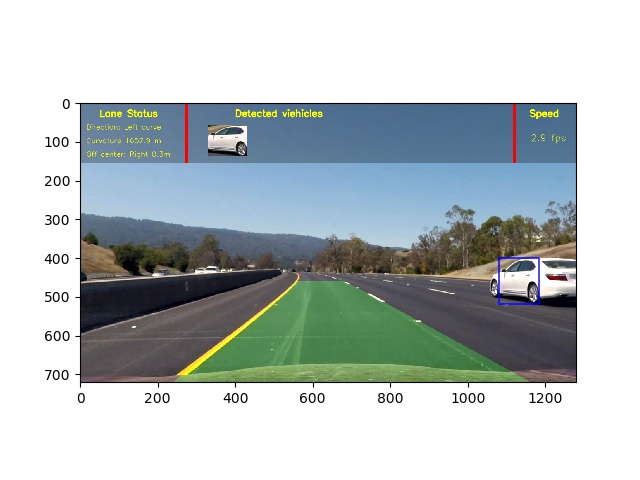 Lane Status
Detected viehicles
Speed
Direction: Left curve
Curvature 1657.9 m
2.9 fps
Off center: Right 0.3m
0
100
200
300
400
500
600
700
0
200
400
600
800
1000
1200